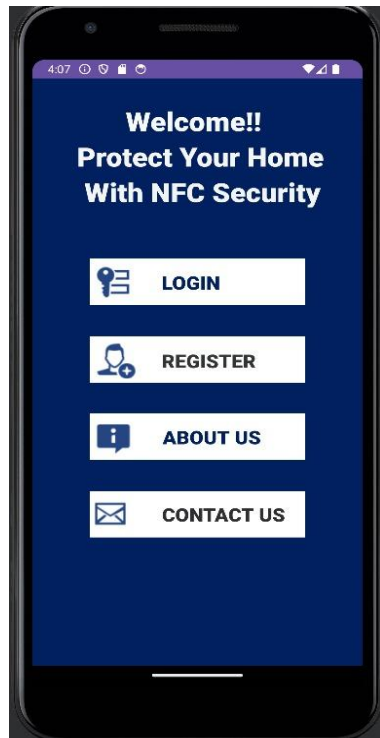 4:07
Welcome!!
Protect Your Home
With NFC Security
LOGIN
REGISTER
ABOUT US
CONTACT US